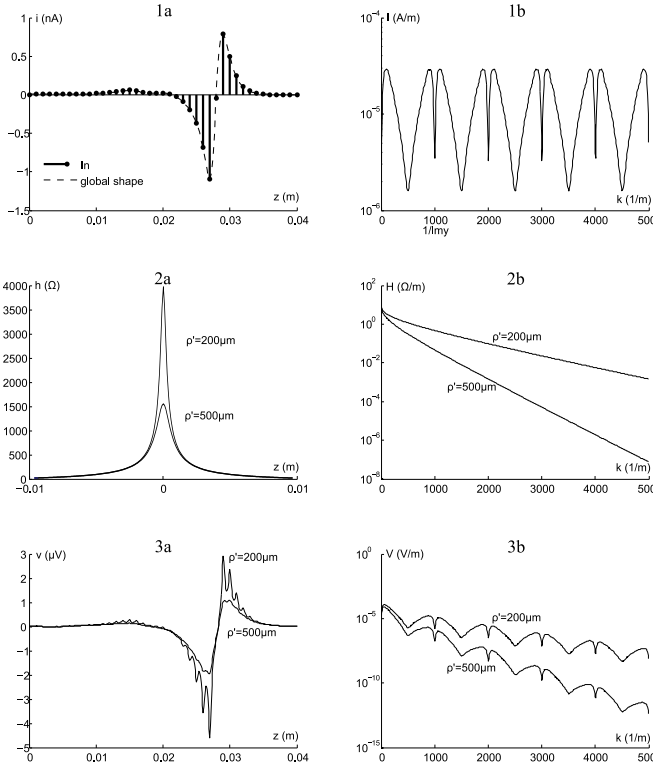 1a
i (nA)
1
0.5
0
−0.5
−1
−1.5
In
global shape
z (m)
0
0.01
0.02
0.03
0.04
1b
I (A/m)
10−4
10−5
10−6
k (1/m)
0
1000
2000
3000
4000
500
1/lmy
2a
h (Ω)
4000
3500
3000
2500
2000
1500
1000
500
0
ρ'=200µm
ρ'=500µm
z (m)
−0.01
0
0.01
2b
H (Ω/m)
10 2
10 0
10−2
10−4
10−6
10−8
ρ'=200µm
ρ'=500µm
k (1/m)
0
1000
2000
3000
4000
500
3a
v (µV)
3
2
1
0
−1
−2
−3
−4
−5
ρ'=200µm
ρ'=500µm
z (m)
0
0.01
0.02
0.03
0.04
3b
V (V/m)
10 0
10−5
10−10
10−15
ρ'=200µm
ρ'=500µm
k (1/m)
0
1000
2000
3000
4000
500